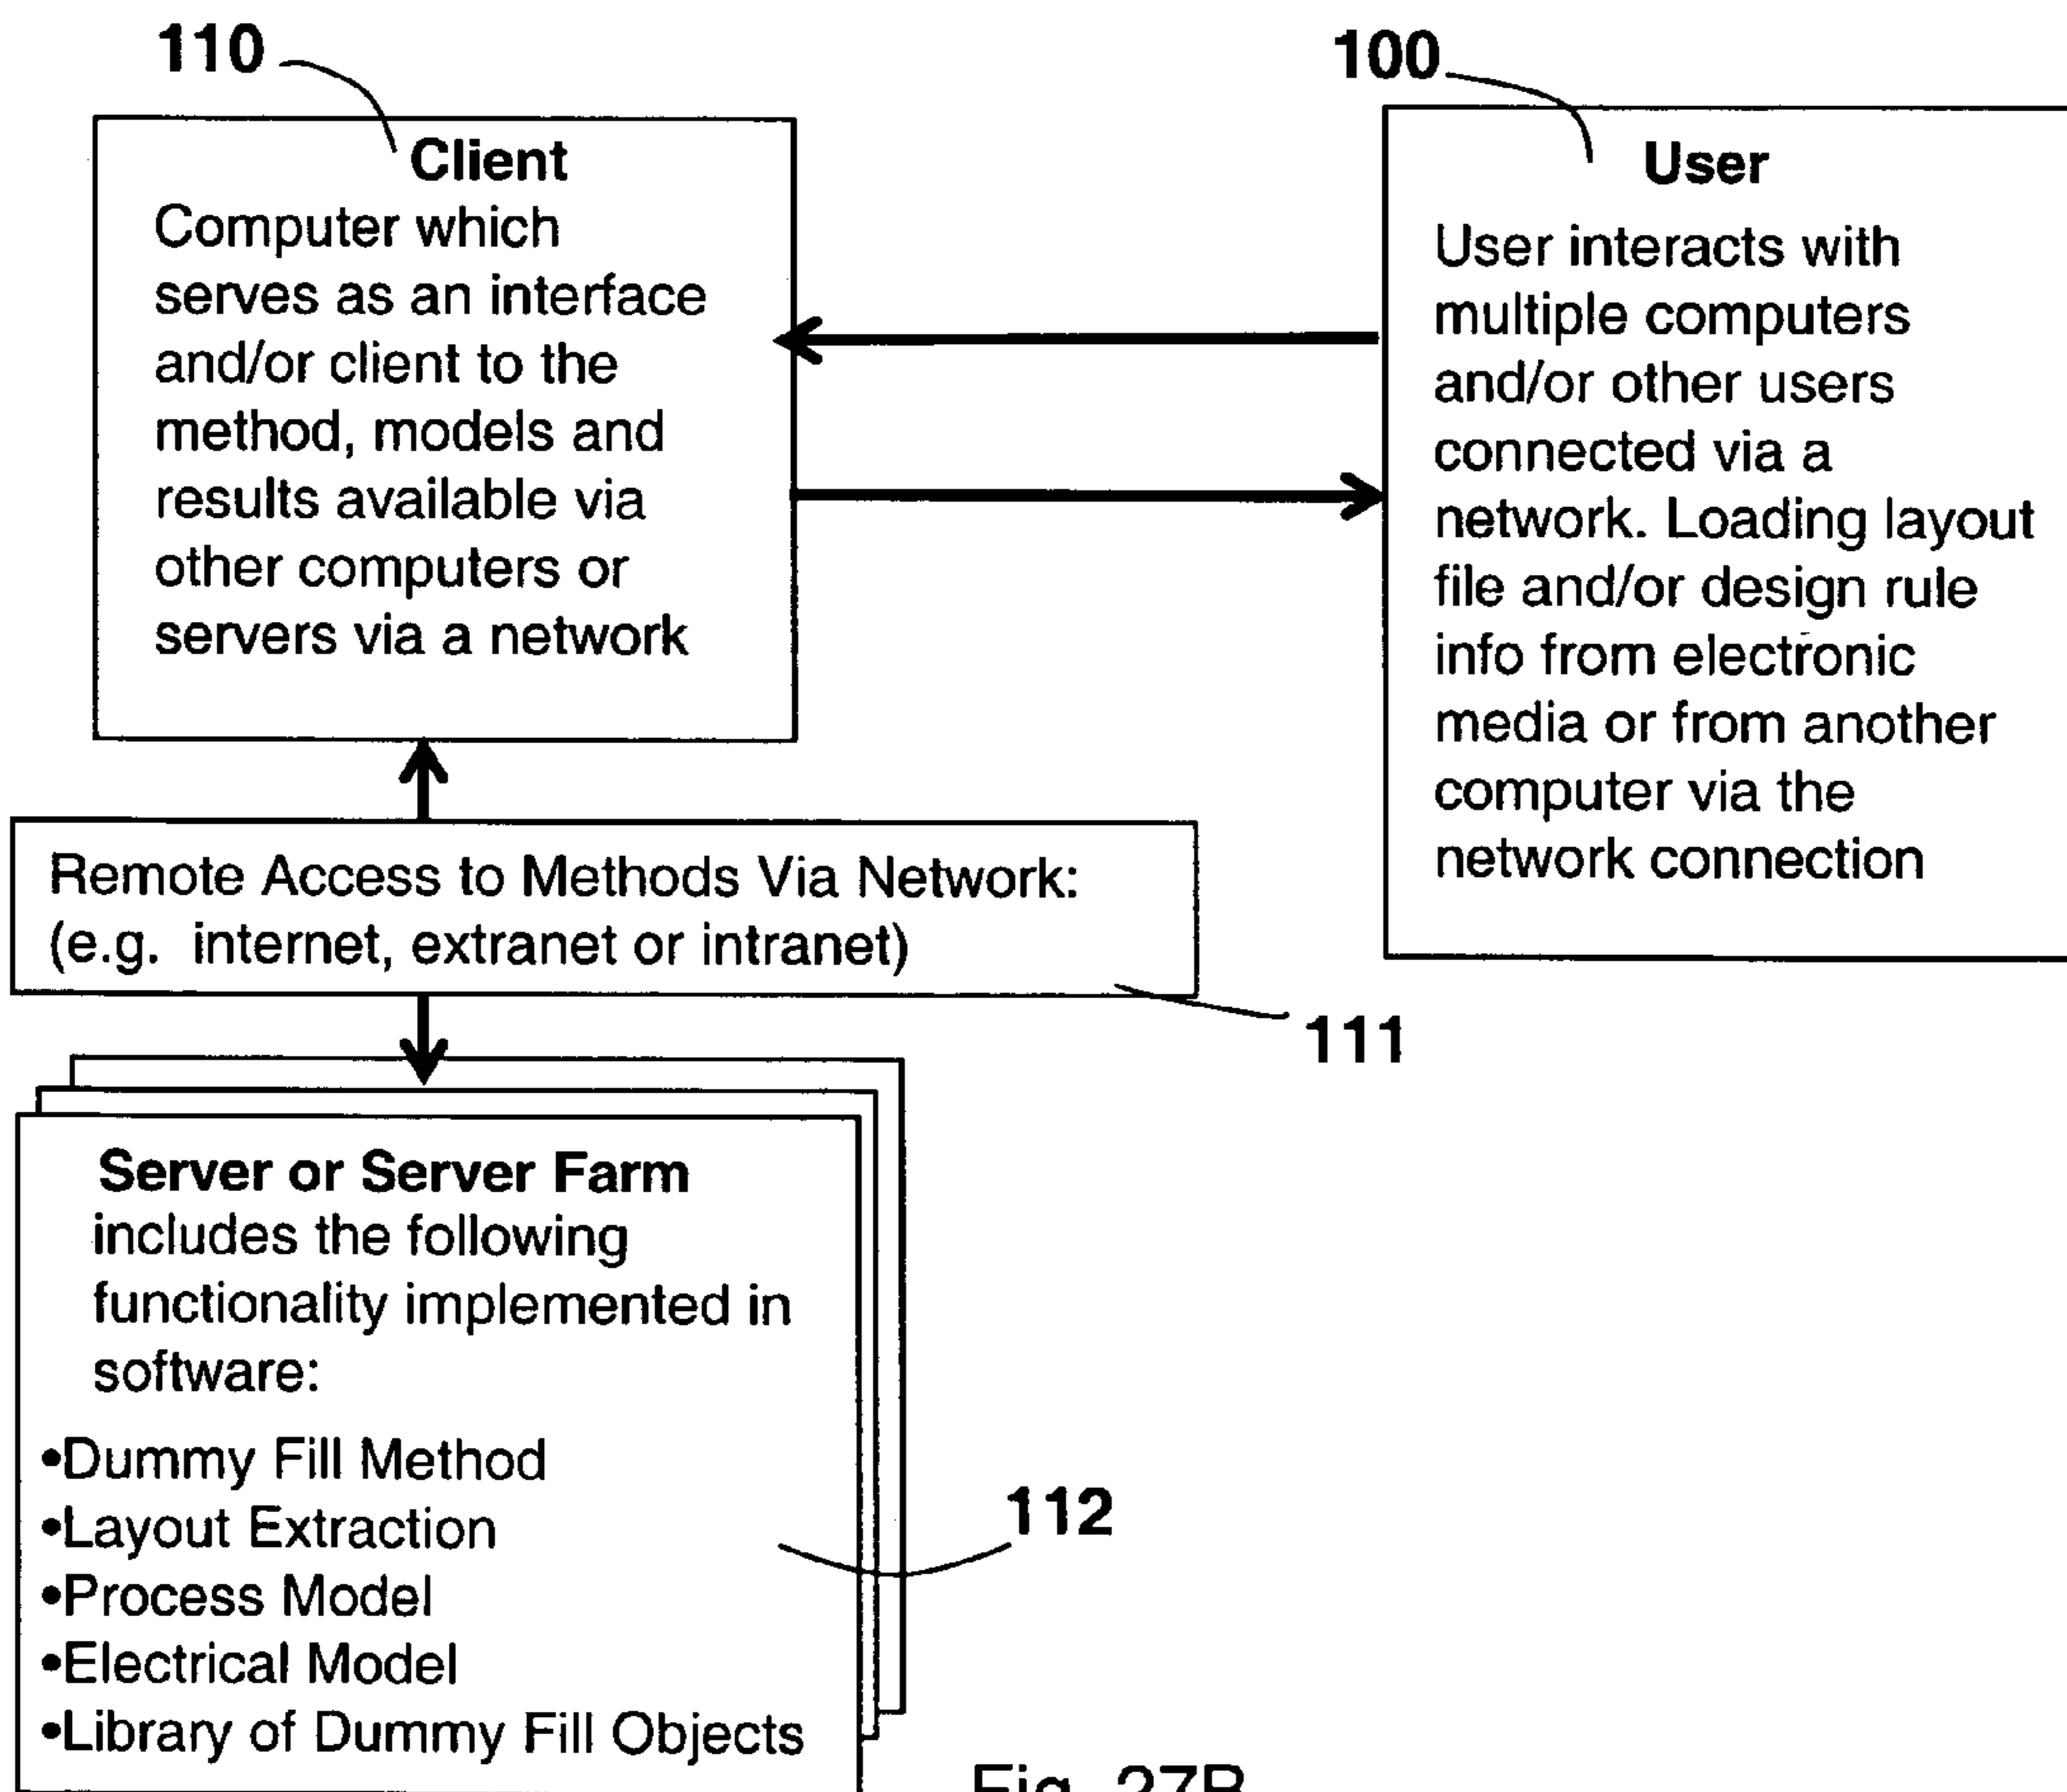 110
Client
Computer which
serves as an interface
and/or client to the
method, models and
results available via
other computers or
servers via a network
100
User
User interacts with
multiple computers
and/or other users
connected via a
network. Loading layout
file and/or design rule
info from electronic
media or from another
computer via the
network connection
Remote Access to Methods Via Network:
(e.g. internet, extranet or intranet)
111
Server or Server Farm
includes the following
functionality implemented in
software:
•Dummy Fill Method
•Layout Extraction
•Process Model
•Electrical Model
•Library of Dummy Fill Objects
112
Fig. 27B